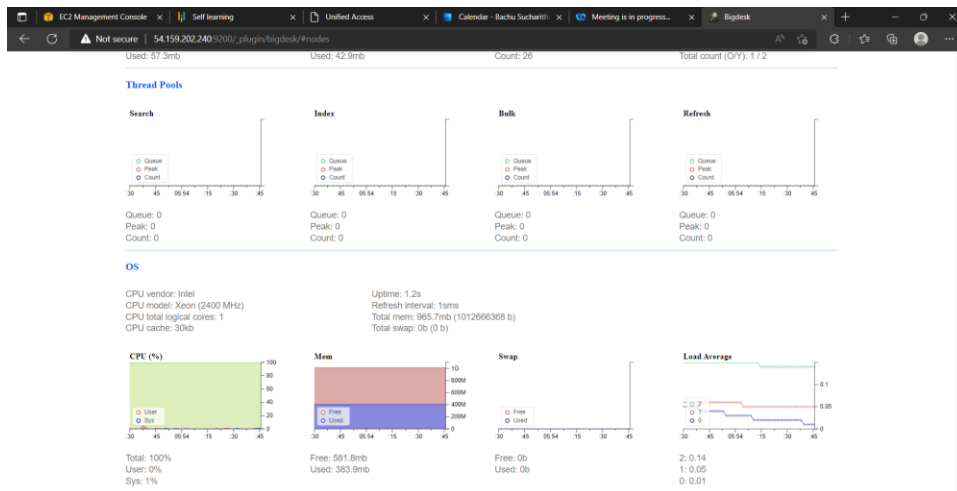 EC2 Management Console
Self learning
Unified Access
Calendar - Bachu Sucharith
Meeting is in progress...
Bigdesk
Not secure
54.159.202.240:9200/_plugin/bigdesk/#nodes
Used: 57.3mb
Used: 42.9mb
Count: 26
Total count (O/Y): 1 / 2
Thread Pools
Search
Index
Bulk
Refresh
Queue
Peak
Count
Queue
Peak
Count
Queue
Peak
Count
Queue
Peak
Count
:30 :45 05:54 :15 :30 :45
:30 :45 05:54 :15 :30 :45
:30 :45 05:54 :15 :30 :45
:30 :45 05:54 :15 :30 :45
Queue: 0
Peak: 0
Count: 0
Queue: 0
Peak: 0
Count: 0
Queue: 0
Peak: 0
Count: 0
Queue: 0
Peak: 0
Count: 0
OS
CPU vendor: Intel
CPU model: Xeon (2400 MHz)
CPU total logical cores: 1
CPU cache: 30kb
Uptime: 1.2s
Refresh interval: 1sms
Total mem: 965.7mb (1012666368 b)
Total swap: 0b (0 b)
CPU (%)
100
80
60
40
20
0
User
Sys
:30 :45 05:54 :15 :30 :45
Total: 100%
User: 0%
Sys: 1%
Mem
1G
800M
600M
400M
200M
0
Free
Used
:30 :45 05:54 :15 :30 :45
Free: 581.8mb
Used: 383.9mb
Swap
Free
Used
:30 :45 05:54 :15 :30 :45
Free: 0b
Used: 0b
Load Average
0.1
0.05
0
2
1
0
:30 :45 05:54 :15 :30 :45
2: 0.14
1: 0.05
0: 0.01